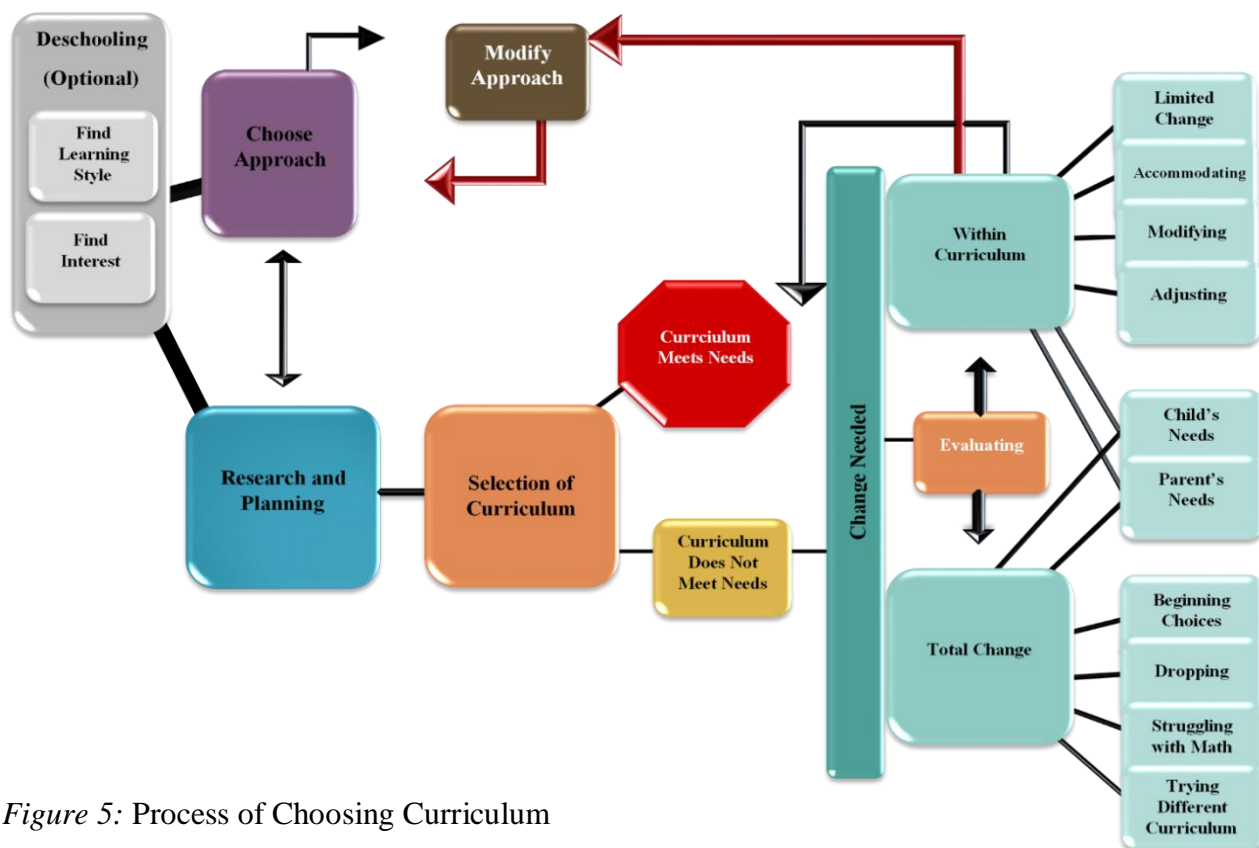 Deschooling
(Optional)
Find
Learning
Style
Find
Interest
Choose
Approach
Modify
Approach
Research and
Planning
Selection of
Curriculum
Currciulum
Meets Needs
Curriculum
Does Not
Meet Needs
Change Needed
Within
Curriculum
Evaluating
Total Change
Limited
Change
Accommodating
Modifying
Adjusting
Child's
Needs
Parent's
Needs
Beginning
Choices
Dropping
Struggling
with Math
Trying
Different
Curriculum
Figure 5: Process of Choosing Curriculum